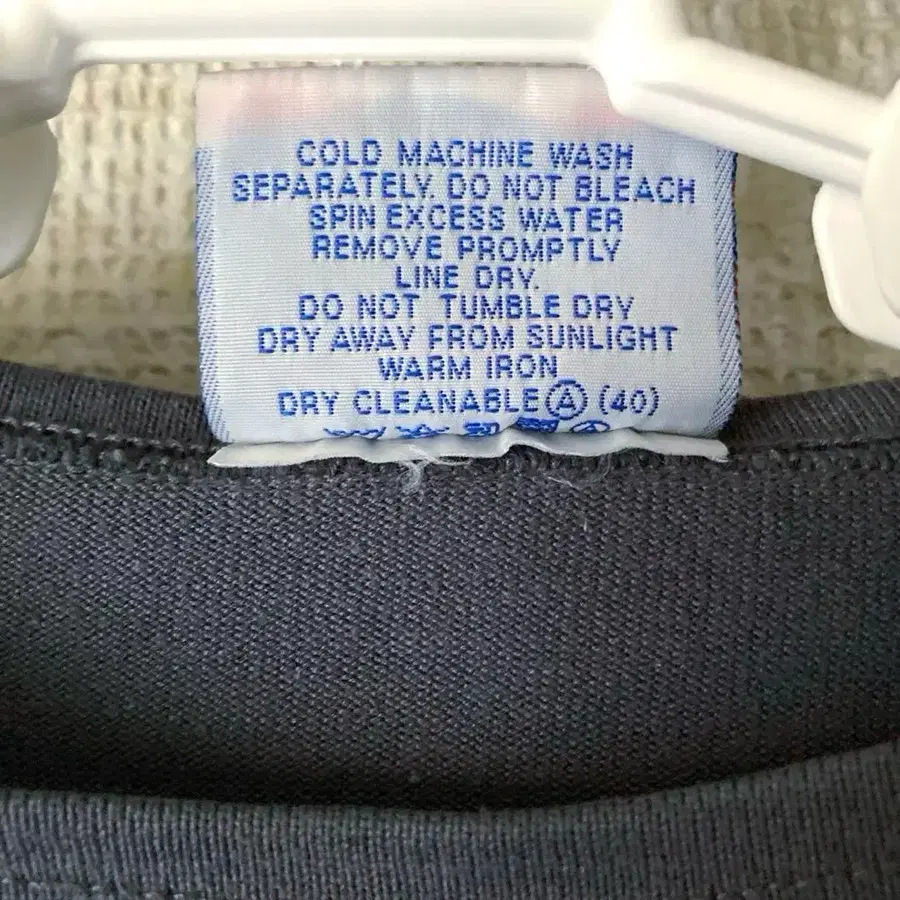 COLD MACHINE WASH
SEPARATELY. DO NOT BLEACH
SPIN EXCESS WATER
REMOVE PROMPTLY
LINE DRY.
DO NOT TUMBLE DRY
DRY AWAY FROM SUNLIGHT
WARM IRON
DRY CLEANABLE Ⓐ (40)